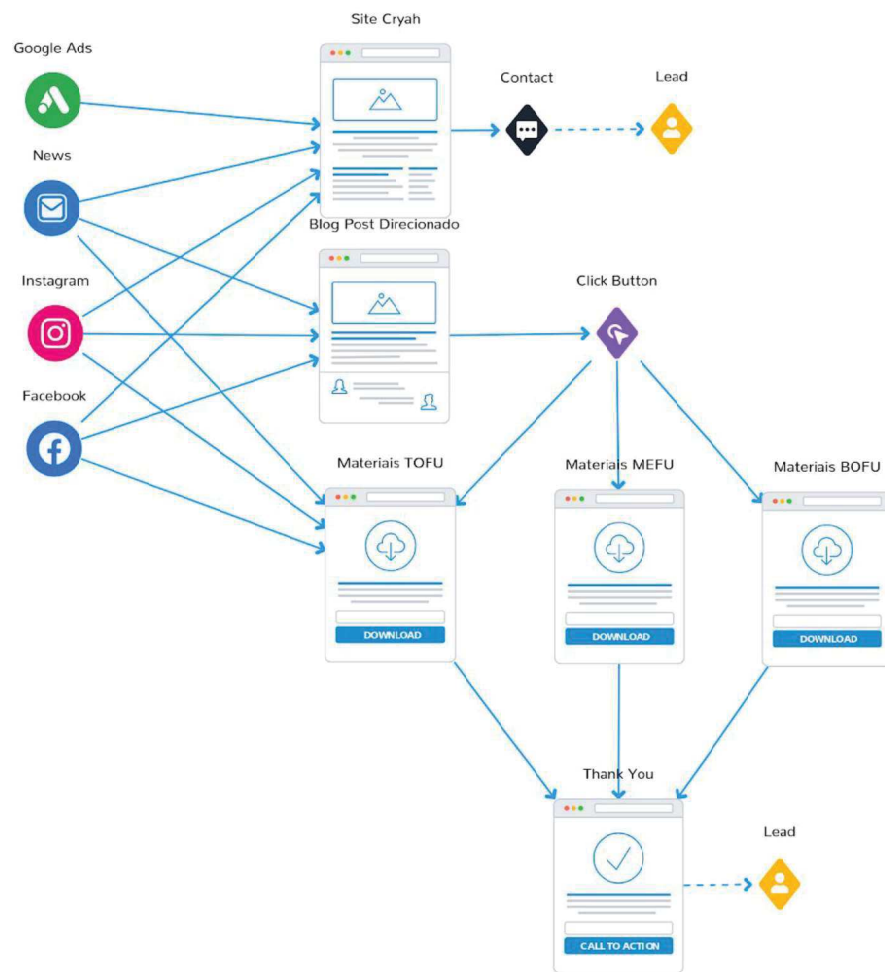 Site Cryah
Google Ads
Contact
Lead
News
Blog Post Direcionado
Instagram
Click Button
Facebook
Materiais TOFU
Materiais MEFU
Materiais BOFU
DOWNLOAD
DOWNLOAD
DOWNLOAD
Thank You
Lead
CALL TO ACTION